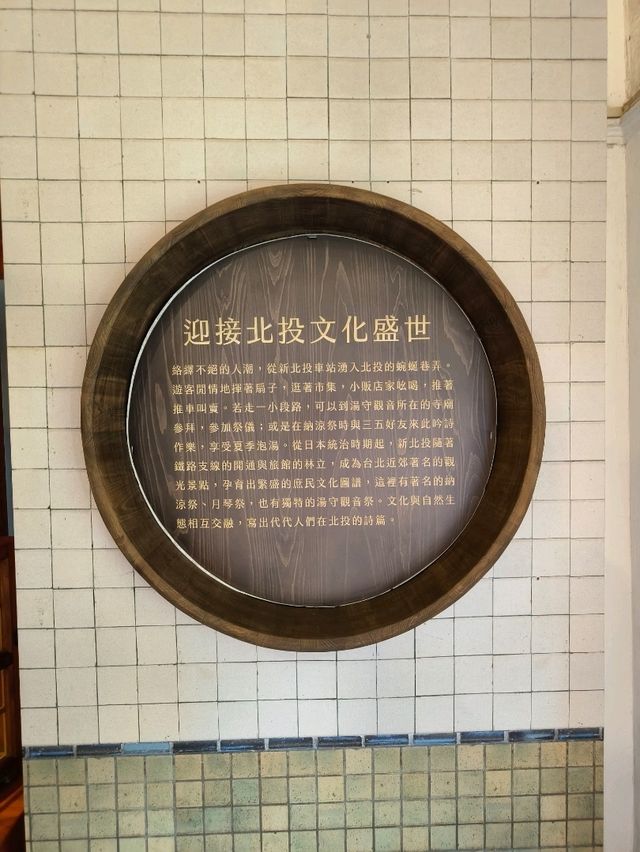 迎接北投文化盛世
絡繹不絕的人潮，從新北投車站湧入北投的蜿蜒巷弄。
遊客閒情地揮著扇子，逛著市集，小販店家吆喝，推著
推車叫賣。若走一小段路，可以到湯守觀音所在的寺廟
參拜，參加祭儀；或是在納涼祭時與三五好友來此吟詩
作樂，享受夏季泡湯。從日本統治時期起，新北投隨著
鐵路支線的開通與旅館的林立，成為台北近郊著名的觀
光景點，孕育出繁盛的庶民文化圖譜，這裡有著名的納
涼祭、月琴祭，也有獨特的湯守觀音祭。文化與自然生
態相互交融，寫出代代人們在北投的詩篇。